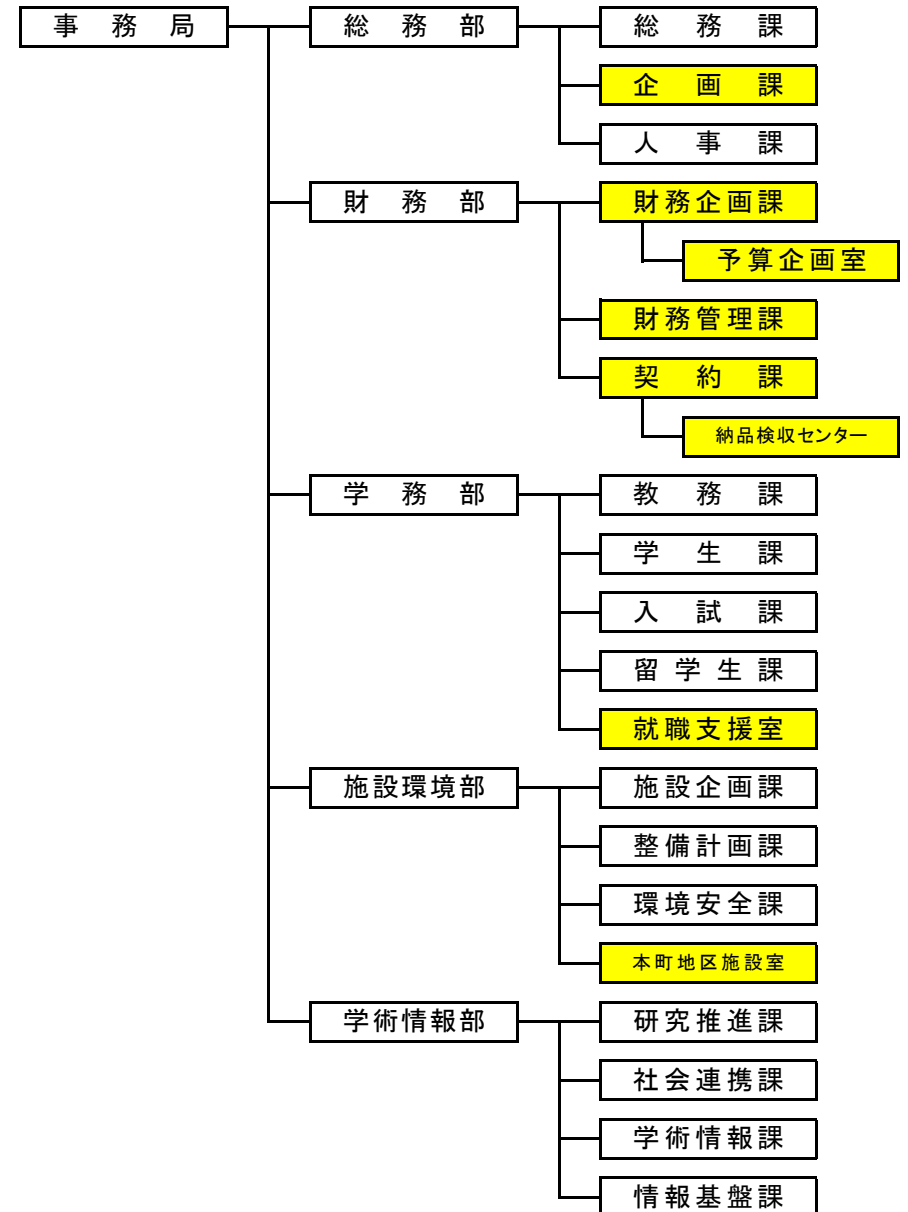 事務局
総務部
総務課
企画課
人事課
財務部
財務企画課
予算企画室
財務管理課
契約課
納品検収センター
学務部
教務課
学生課
入試課
留学生課
就職支援室
施設環境部
施設企画課
整備計画課
環境安全課
本町地区施設室
学術情報部
研究推進課
社会連携課
学術情報課
情報基盤課